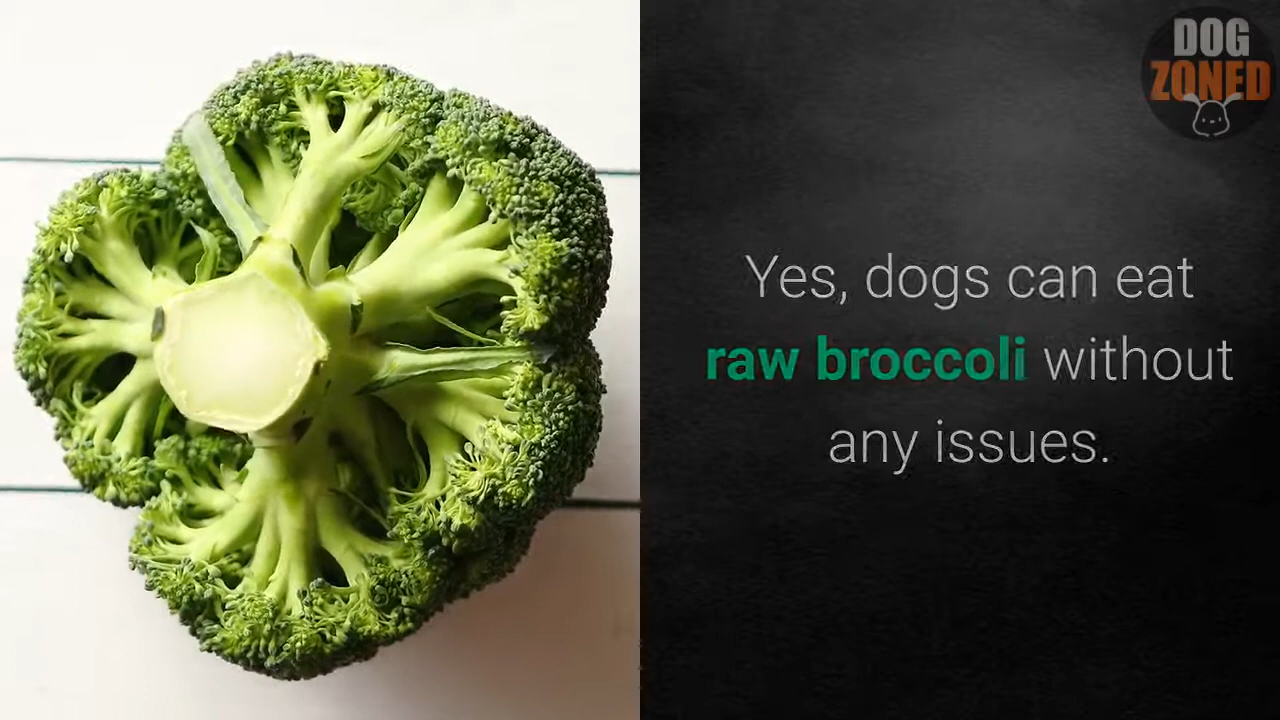 DOG
ZONED
Yes, dogs can eat
raw broccoli without
any issues.